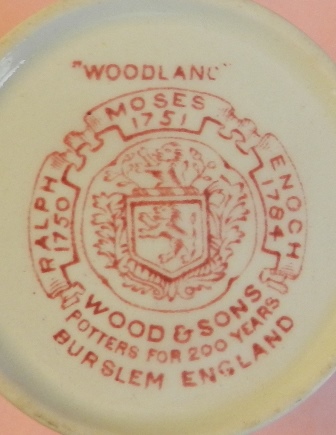 "WOODLAND"
RALPH 1750
MOSES 1751
ENOCH 1784
WOOD & SONS
POTTERS FOR 200 YEARS
BURSLEM ENGLAND